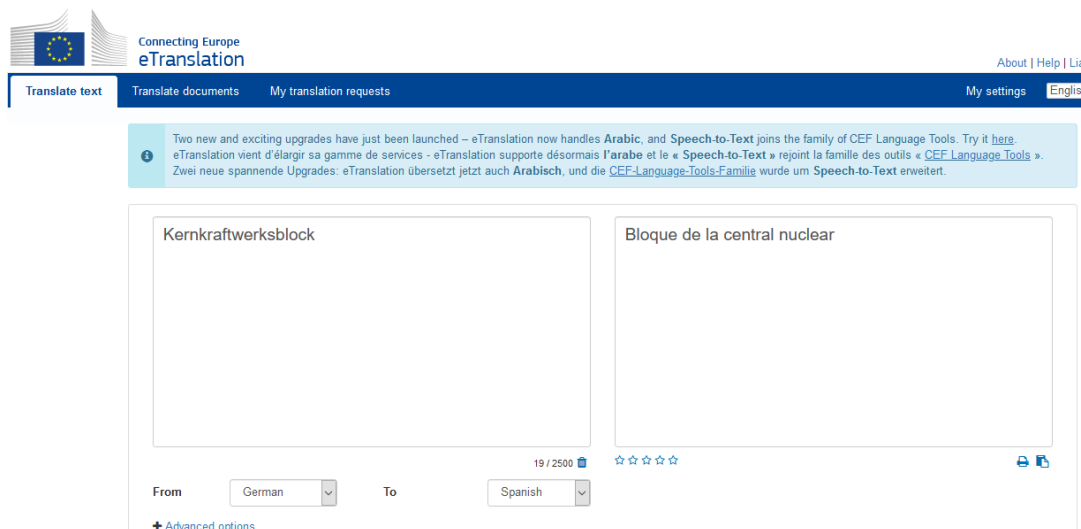 Connecting Europe
eTranslation
About | Help |
Translate text Translate documents My translation requests My settings
Two new and exciting upgrades have just been launched – eTranslation now handles Arabic, and Speech-to-Text joins the family of CEF Language Tools. Try it here.
eTranslation vient d'élargir sa gamme de services - eTranslation supporte désormais l'arabe et le « Speech-to-Text » rejoint la famille des outils « CEF Language Tools ».
Zwei neue spannende Upgrades: eTranslation übersetzt jetzt auch Arabisch, und die CEF-Language-Tools-Familie wurde um Speech-to-Text erweitert.
Kernkraftwerksblock Bloque de la central nuclear
19 / 2500
From German To Spanish
Advanced options